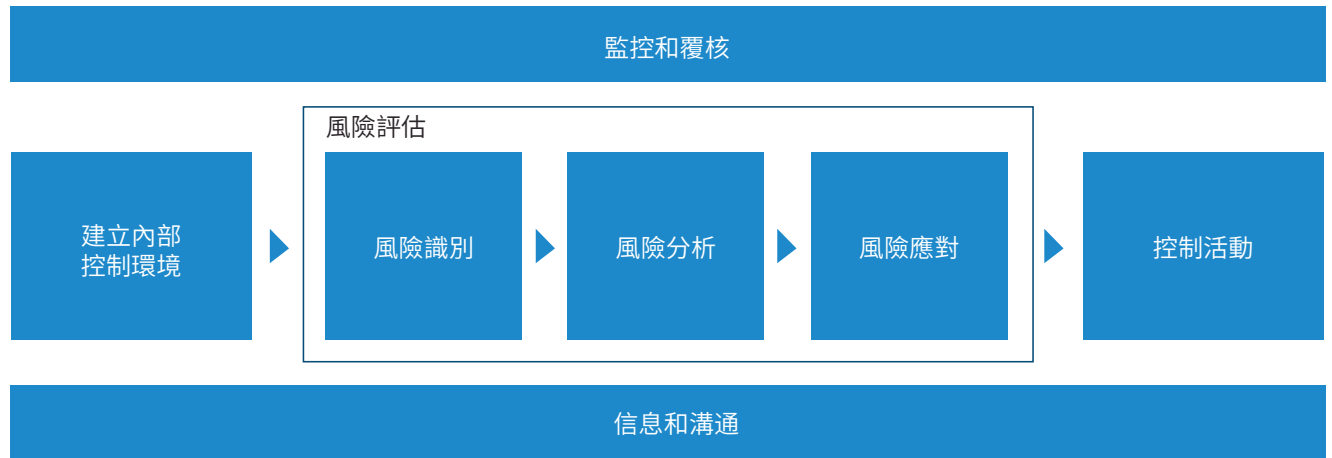 監控和覆核
風險評估
建立內部
控制環境
風險識別
風險分析
風險應對
控制活動
信息和溝通